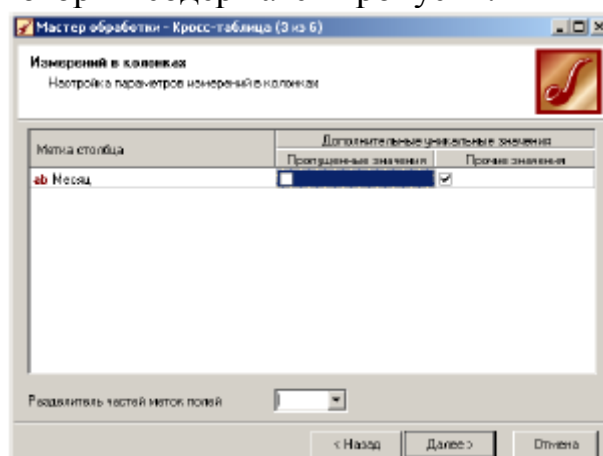 Мастер обработки - Кросс-таблица (3 из 6)
Измерений в колонках
Настройка параметров измерений в колонках
Метка столбца
Дополнительные уникальные значения
Пропущенные значения
Прочие значения
ab Месяц
Разделитель частей меток полей
|
< Назад
Далее >
Отмена